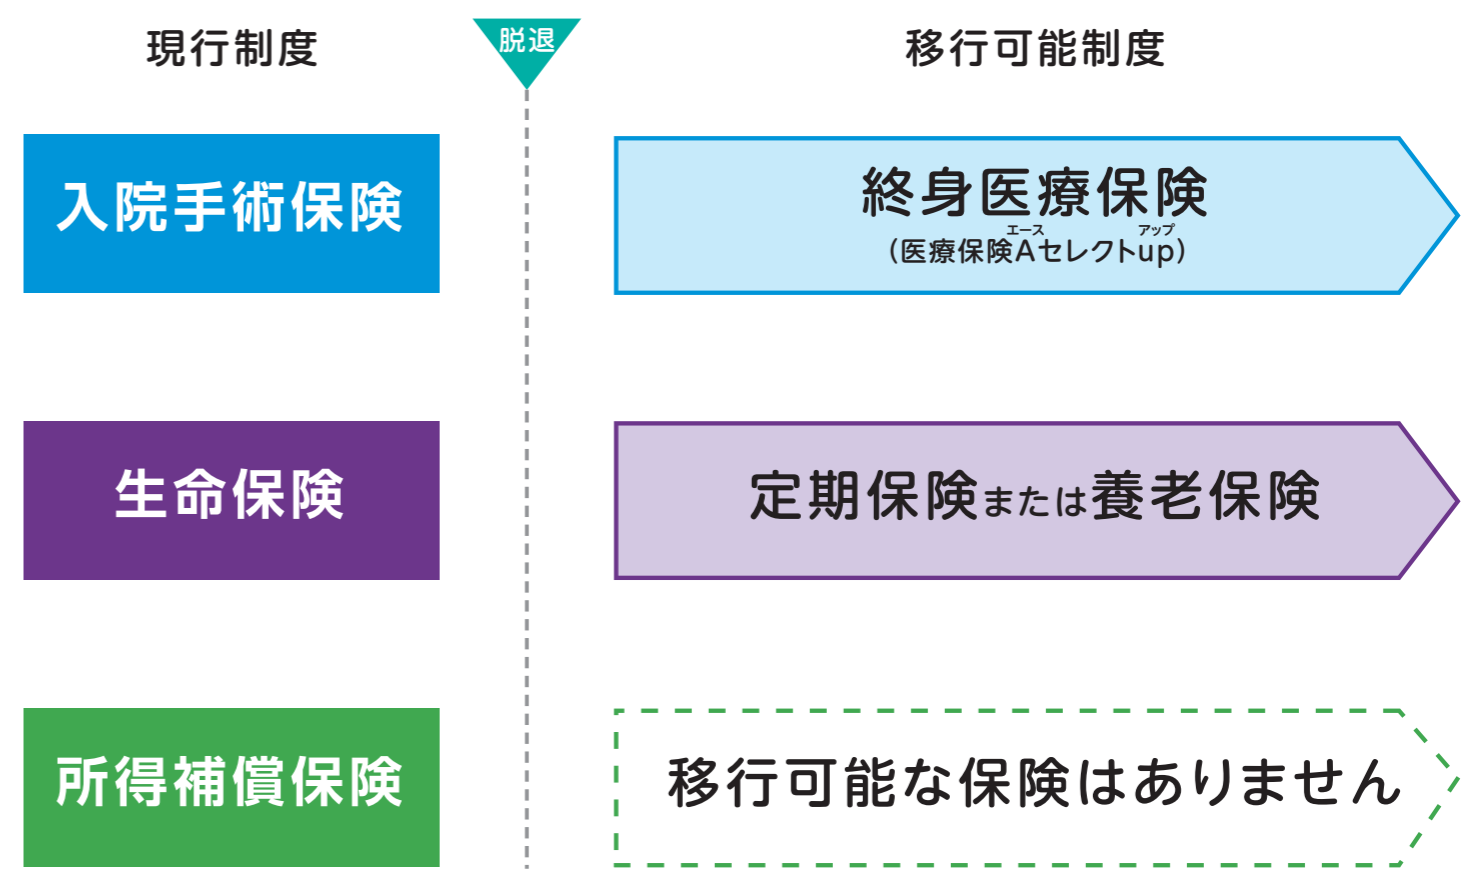 現行制度
脱退
移行可能制度
入院手術保険
終身医療保険
エース アップ
(医療保険Aセレクトup)
生命保険
定期保険または養老保険
所得補償保険
移行可能な保険はありません